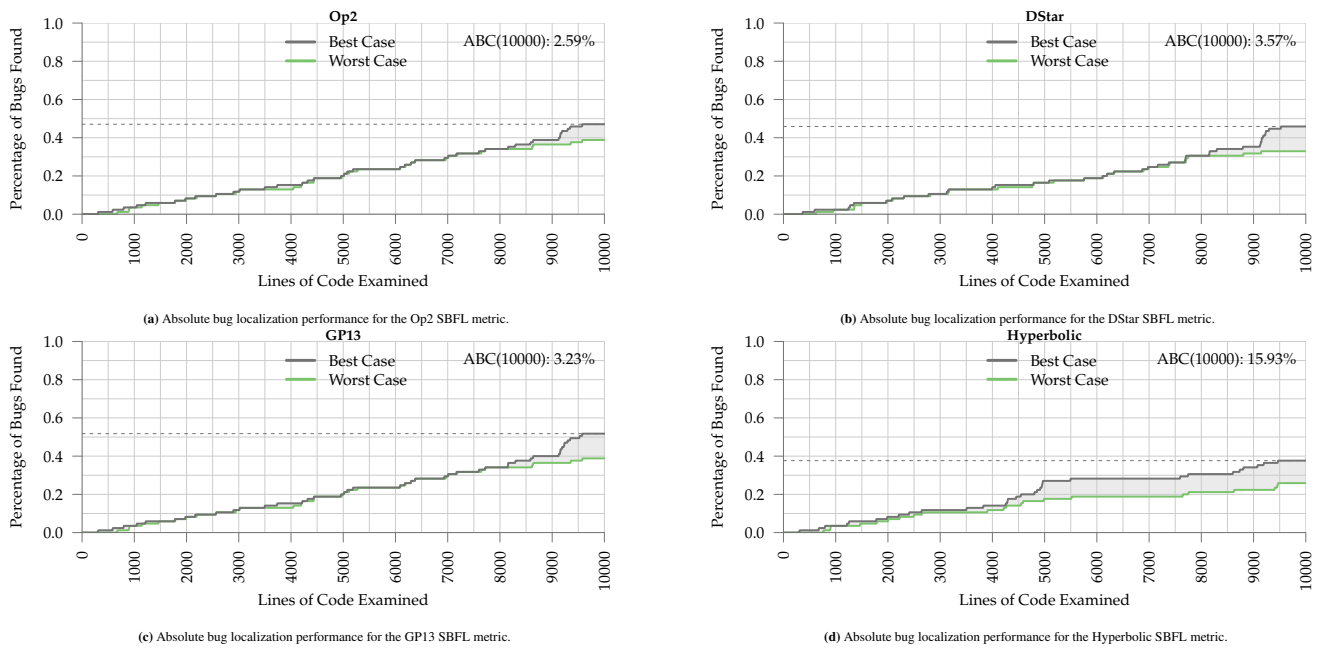 Op2
Percentage of Bugs Found
1.0
0.8
0.6
0.4
0.2
0.0
Best Case
Worst Case
ABC(10000): 2.59%
0 1000 2000 3000 4000 5000 6000 7000 8000 9000 10000
Lines of Code Examined
(a) Absolute bug localization performance for the Op2 SBFL metric.
DStar
Percentage of Bugs Found
1.0
0.8
0.6
0.4
0.2
0.0
Best Case
Worst Case
ABC(10000): 3.57%
0 1000 2000 3000 4000 5000 6000 7000 8000 9000 10000
Lines of Code Examined
(b) Absolute bug localization performance for the DStar SBFL metric.
GP13
Percentage of Bugs Found
1.0
0.8
0.6
0.4
0.2
0.0
Best Case
Worst Case
ABC(10000): 3.23%
0 1000 2000 3000 4000 5000 6000 7000 8000 9000 10000
Lines of Code Examined
(c) Absolute bug localization performance for the GP13 SBFL metric.
Hyperbolic
Percentage of Bugs Found
1.0
0.8
0.6
0.4
0.2
0.0
Best Case
Worst Case
ABC(10000): 15.93%
0 1000 2000 3000 4000 5000 6000 7000 8000 9000 10000
Lines of Code Examined
(d) Absolute bug localization performance for the Hyperbolic SBFL metric.